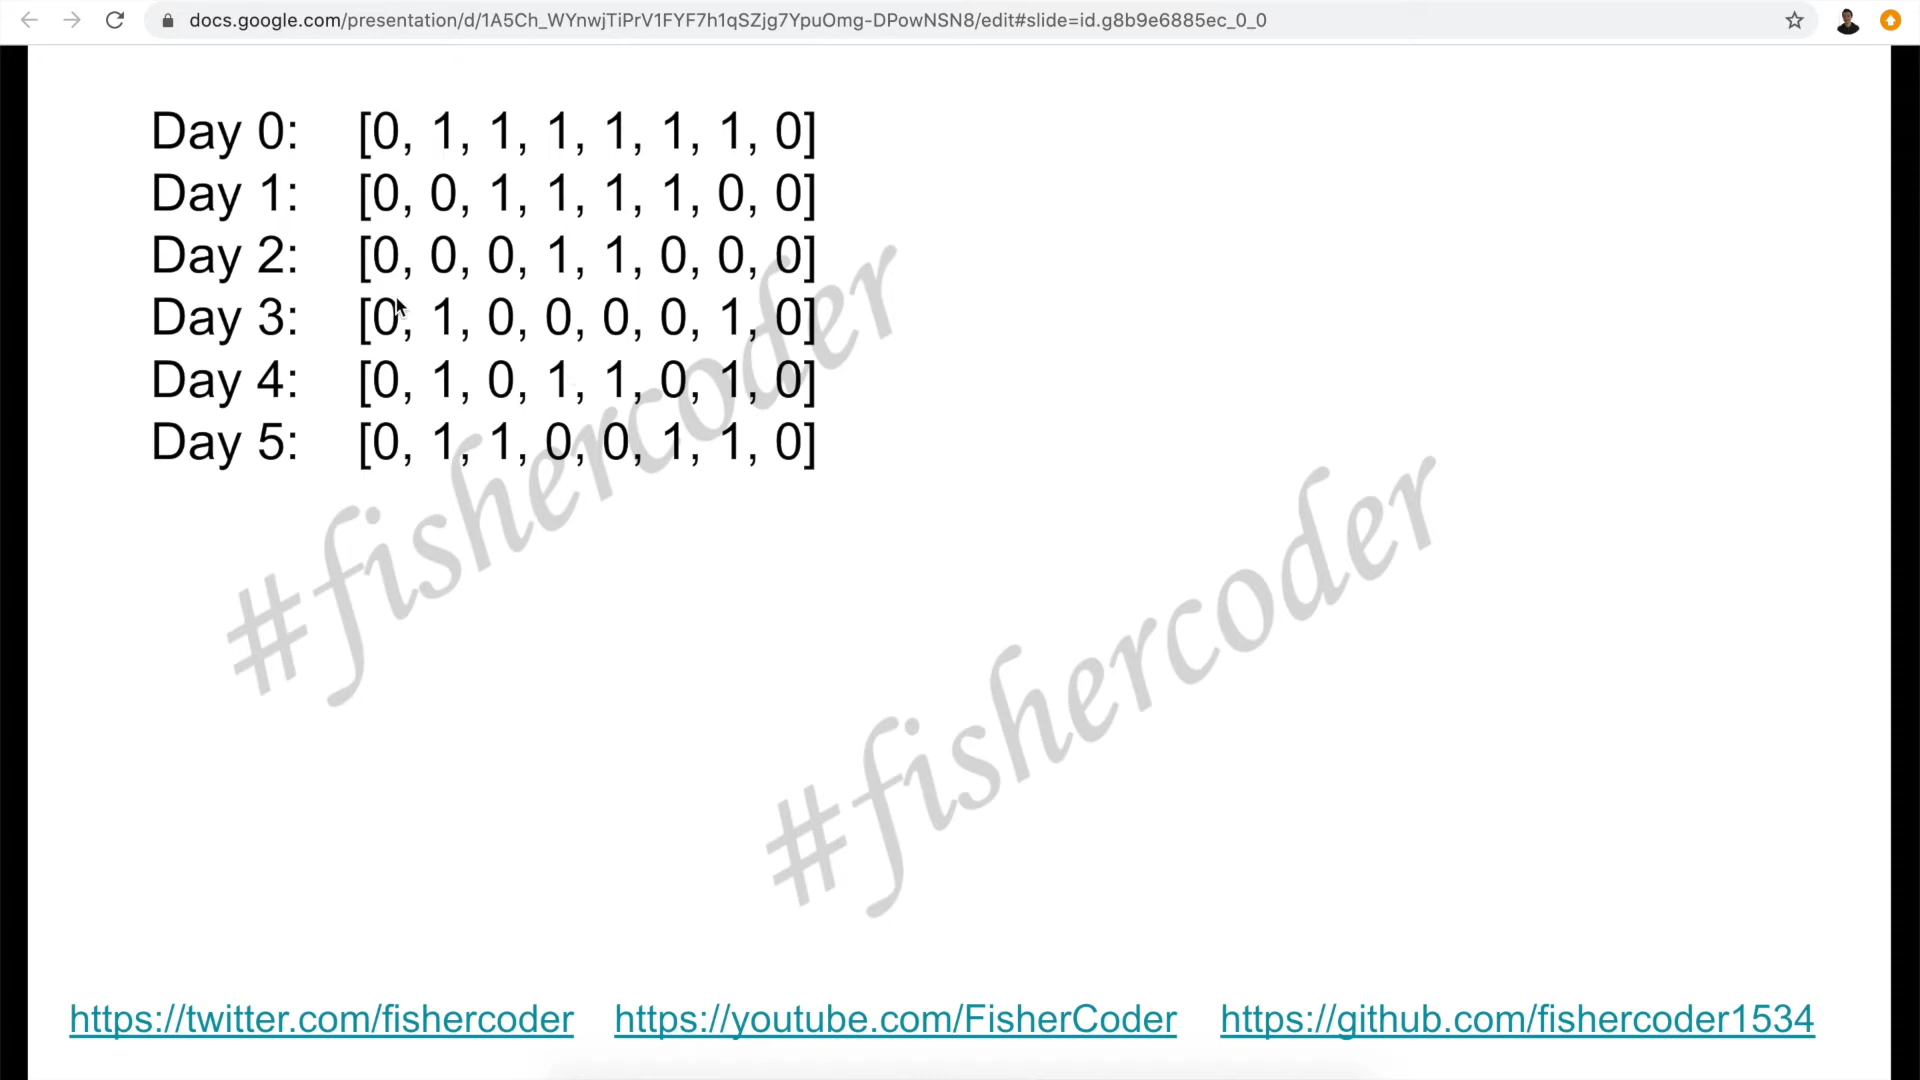 docs.google.com/presentation/d/1A5Ch_WYnwjTiPrV1FYF7h1qSZjg7YpuOmg-DPowNSN8/edit#slide=id.g8b9e6885ec_0_0
Day 0: [0, 1, 1, 1, 1, 1, 1, 0]
Day 1: [0, 0, 1, 1, 1, 1, 0, 0]
Day 2: [0, 0, 0, 1, 1, 0, 0, 0]
Day 3: [0, 1, 0, 0, 0, 0, 1, 0]
Day 4: [0, 1, 0, 1, 1, 0, 1, 0]
Day 5: [0, 1, 1, 0, 0, 1, 1, 0]
#fishercoder
#fishercoder
https://twitter.com/fishercoder https://youtube.com/FisherCoder https://github.com/fishercoder1534